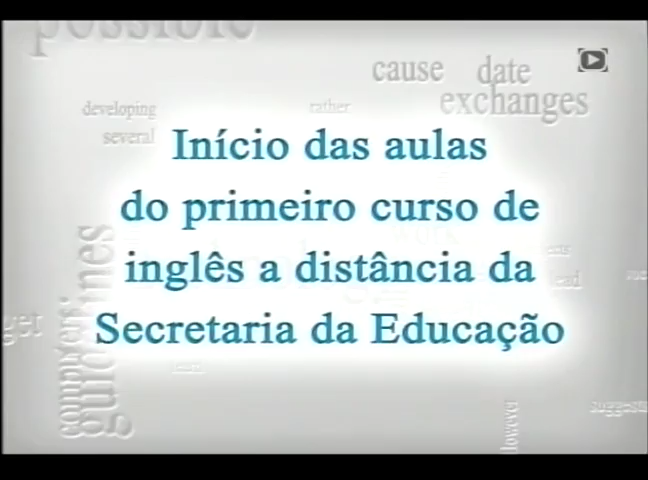 possible
cause
date
exchanges
developing
rather
several
Início das aulas
do primeiro curso de
inglês a distância da
Secretaria da Educação
guidelines
however